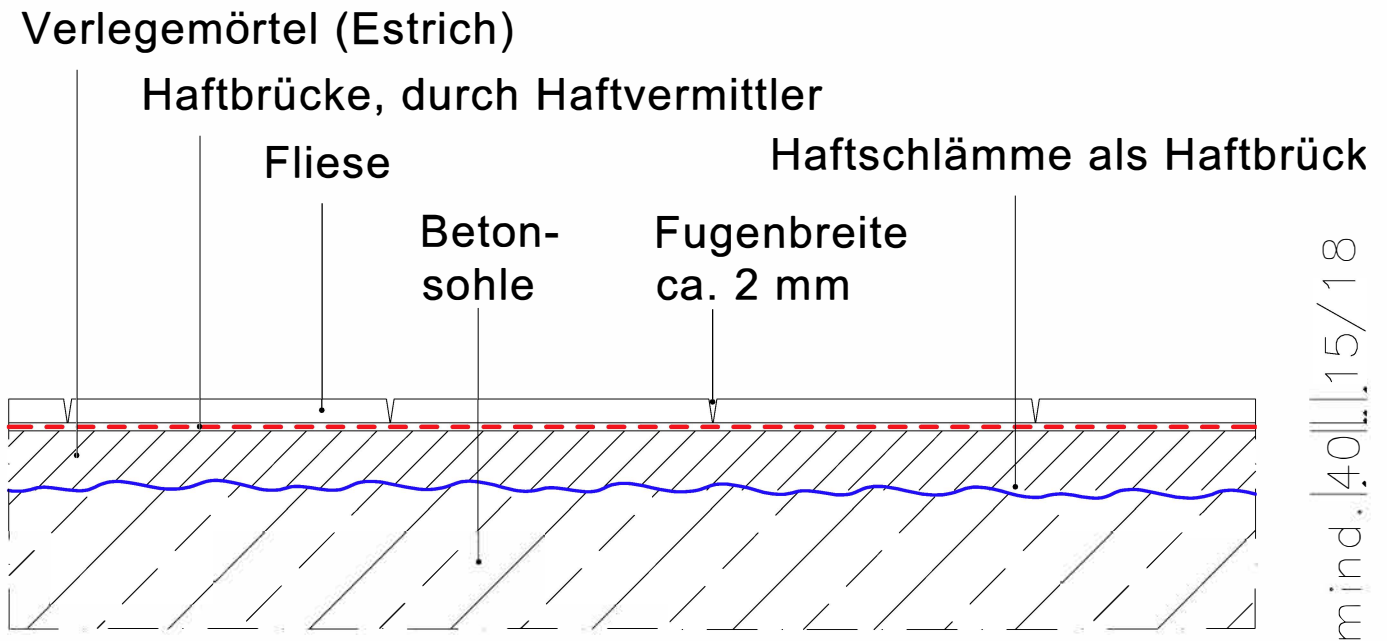 Verlegemörtel (Estrich)
Haftbrücke, durch Haftvermittler
Fliese
Haftschlämme als Haftbrück
Beton-
sohle
Fugenbreite
ca. 2 mm
mind. 40 15/18